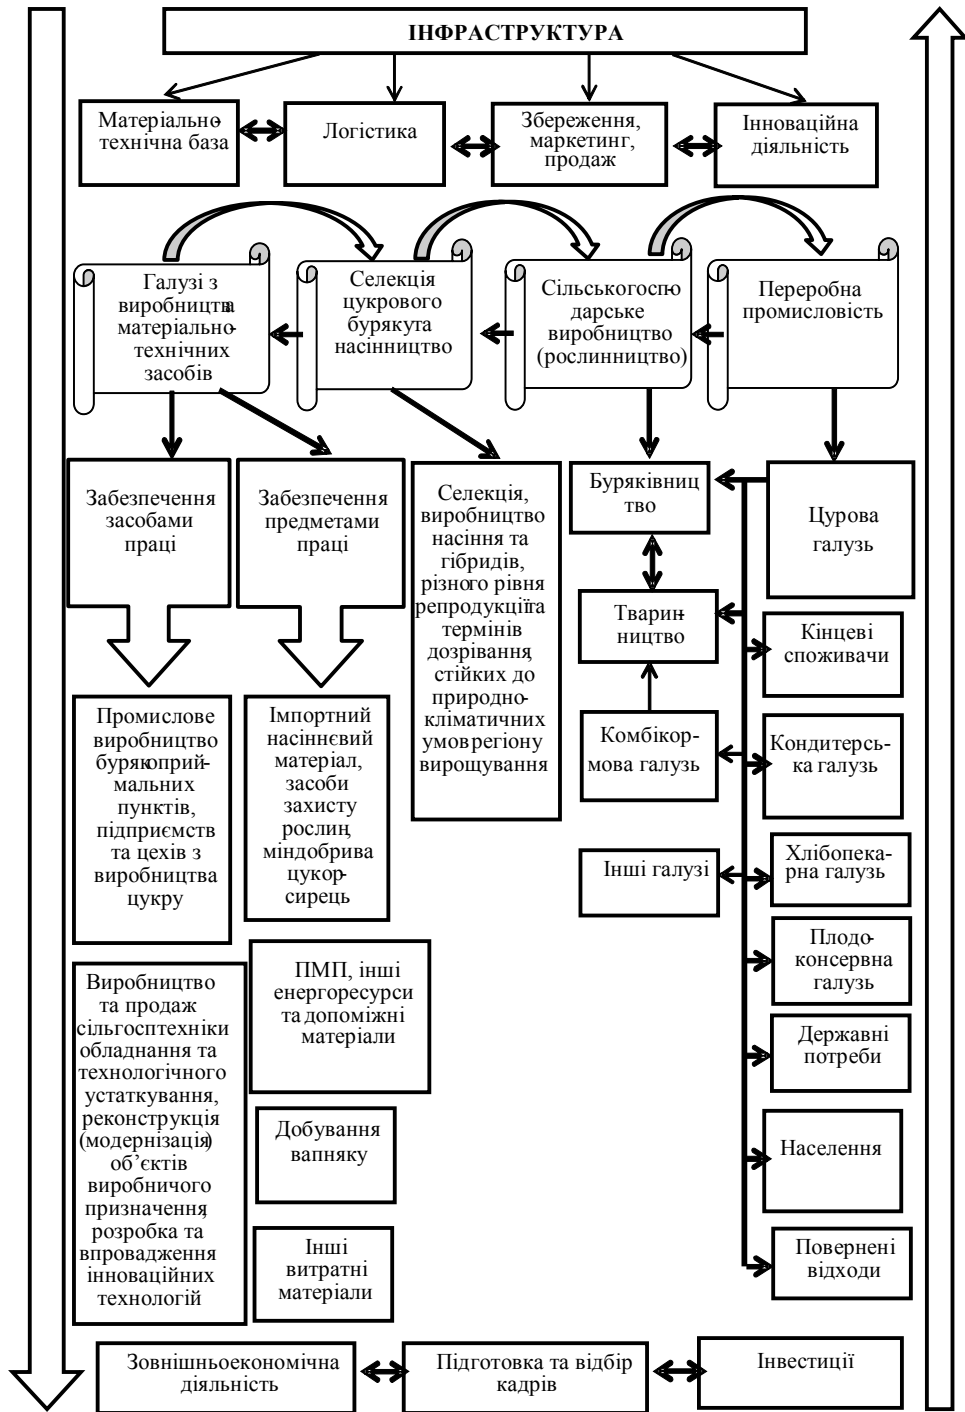 ІНФРАСТРУКТУРА
Матеріально-
технічна база
Логістика
Збереження,
маркетинг,
продаж
Інноваційна
діяльність
Галузі з
виробництва
матеріально-
технічних
засобів
Селекція
цукрового
бурякута
насінництво
Сільськогоспо
дарське
виробництво
(рослинництво)
Переробна
промисловість
Забезпечення
засобами
праці
Забезпечення
предметами
праці
Селекція,
виробництво
насіння та
гібридів,
різного рівня
репродукціїта
термінів
дозрівання,
стійких до
природно-
кліматичних
умов регіону
вирощування
Буряківниц
тво
Цурова
галузь
Тварин-
ництво
Кінцеві
споживачи
Комбікор-
мова галузь
Кондитерсь-
ка галузь
Інші галузі
Хлібопека-
рна галузь
Плодо-
консервна
галузь
Державні
потреби
Населення
Повернені
відходи
Промислове
виробництво
бурякоприй-
мальних
пунктів,
підприємств
та цехів з
виробництва
цукру
Імпортний
насіннєвий
матеріал,
засоби
захисту
рослин,
міндобрива
цукор-
сирець
Виробництво
та продаж
сільгосптехніки
обладнання та
технологічного
устаткування,
реконструкція
(модернізація)
об’єктів
виробничого
призначення,
розробка та
впровадження
інноваційних
технологій
ПМП, інші
енергоресурси
та допоміжні
матеріали
Добування
вапняку
Інші
витратні
матеріали
Зовнішньоекономічна
діяльність
Підготовка та відбір
кадрів
Інвестиції